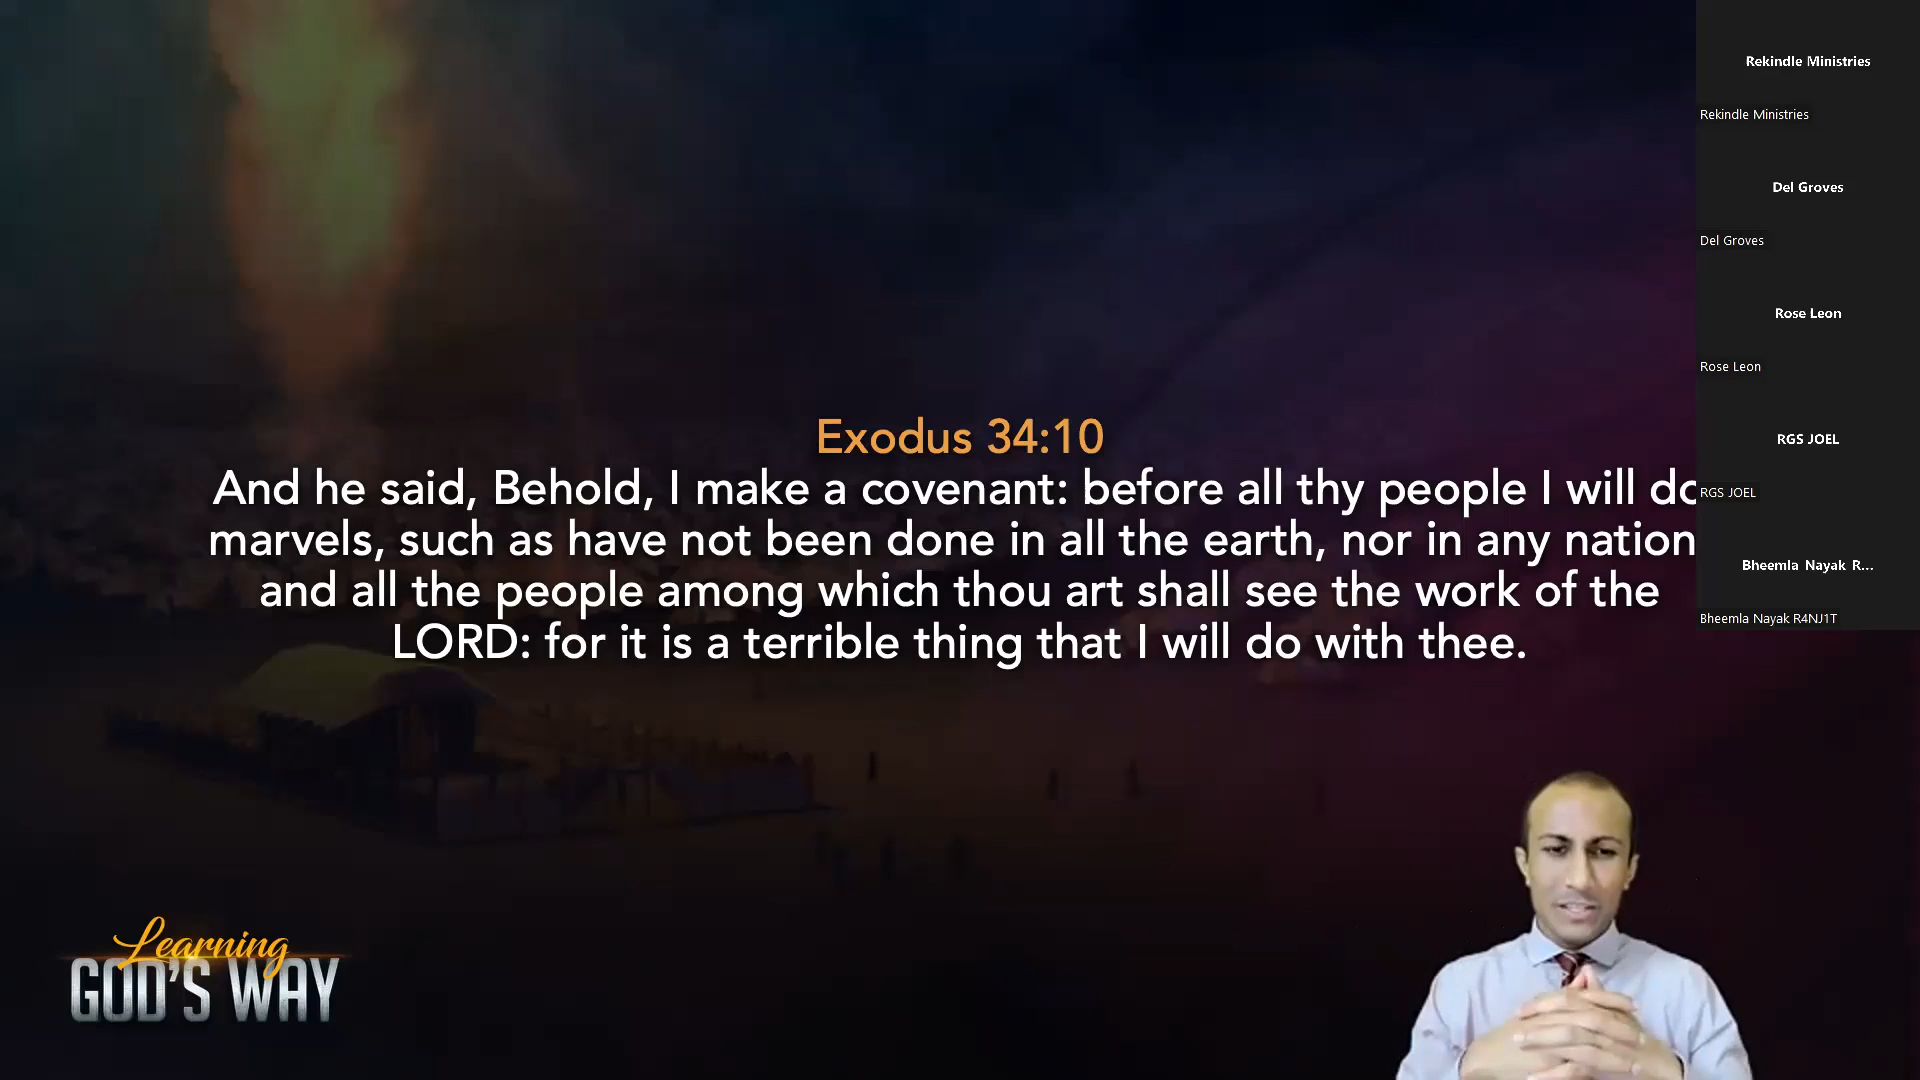 Exodus 34:10
And he said, Behold, I make a covenant: before all thy people I will do
marvels, such as have not been done in all the earth, nor in any nation
and all the people among which thou art shall see the work of the
LORD: for it is a terrible thing that I will do with thee.
Learning
GOD'S WAY
Rekindle Ministries
Rekindle Ministries
Del Groves
Del Groves
Rose Leon
Rose Leon
RGS JOEL
RGS JOEL
Bheemla Nayak R...
Bheemla Nayak R4NJ1T